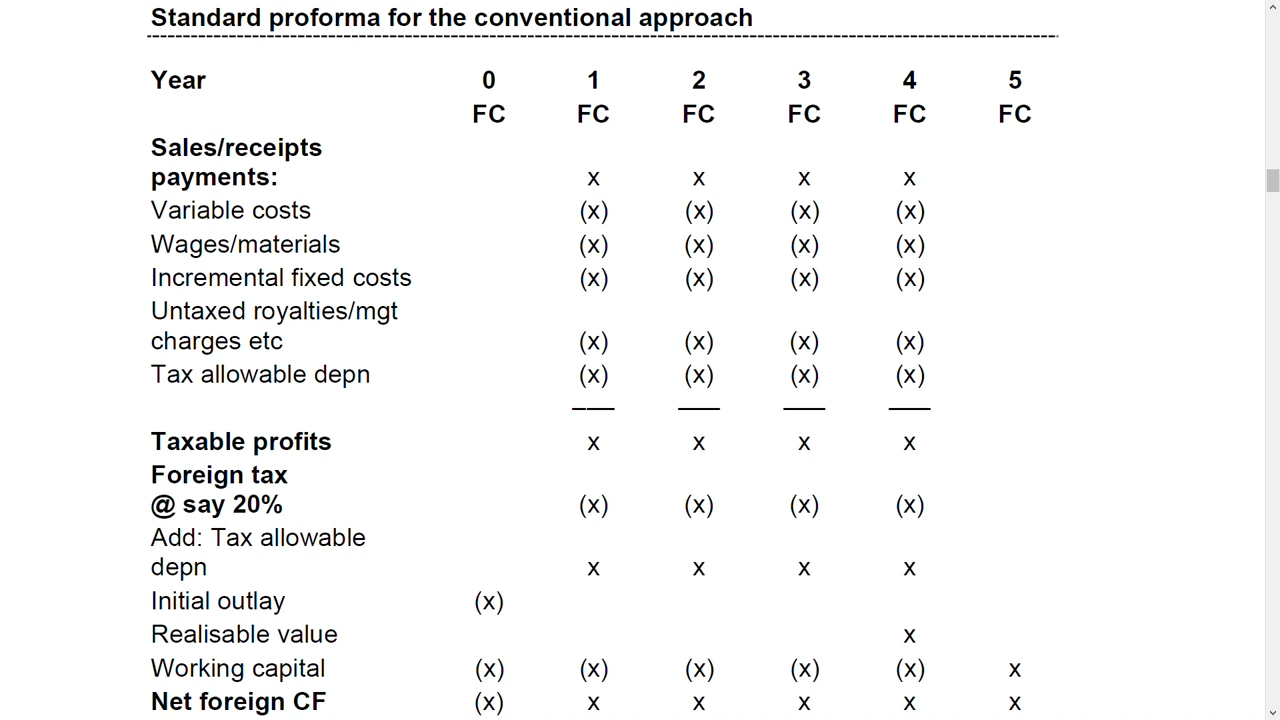 Standard proforma for the conventional approach
Year 0 1 2 3 4 5
FC FC FC FC FC FC
Sales/receipts
payments: x x x x
Variable costs (x) (x) (x) (x)
Wages/materials (x) (x) (x) (x)
Incremental fixed costs (x) (x) (x) (x)
Untaxed royalties/mgt
charges etc (x) (x) (x) (x)
Tax allowable depn (x) (x) (x) (x)
Taxable profits x x x x
Foreign tax
@ say 20% (x) (x) (x) (x)
Add: Tax allowable
depn x x x x
Initial outlay (x)
Realisable value x
Working capital (x) (x) (x) (x) (x) x
Net foreign CF (x) x x x x x